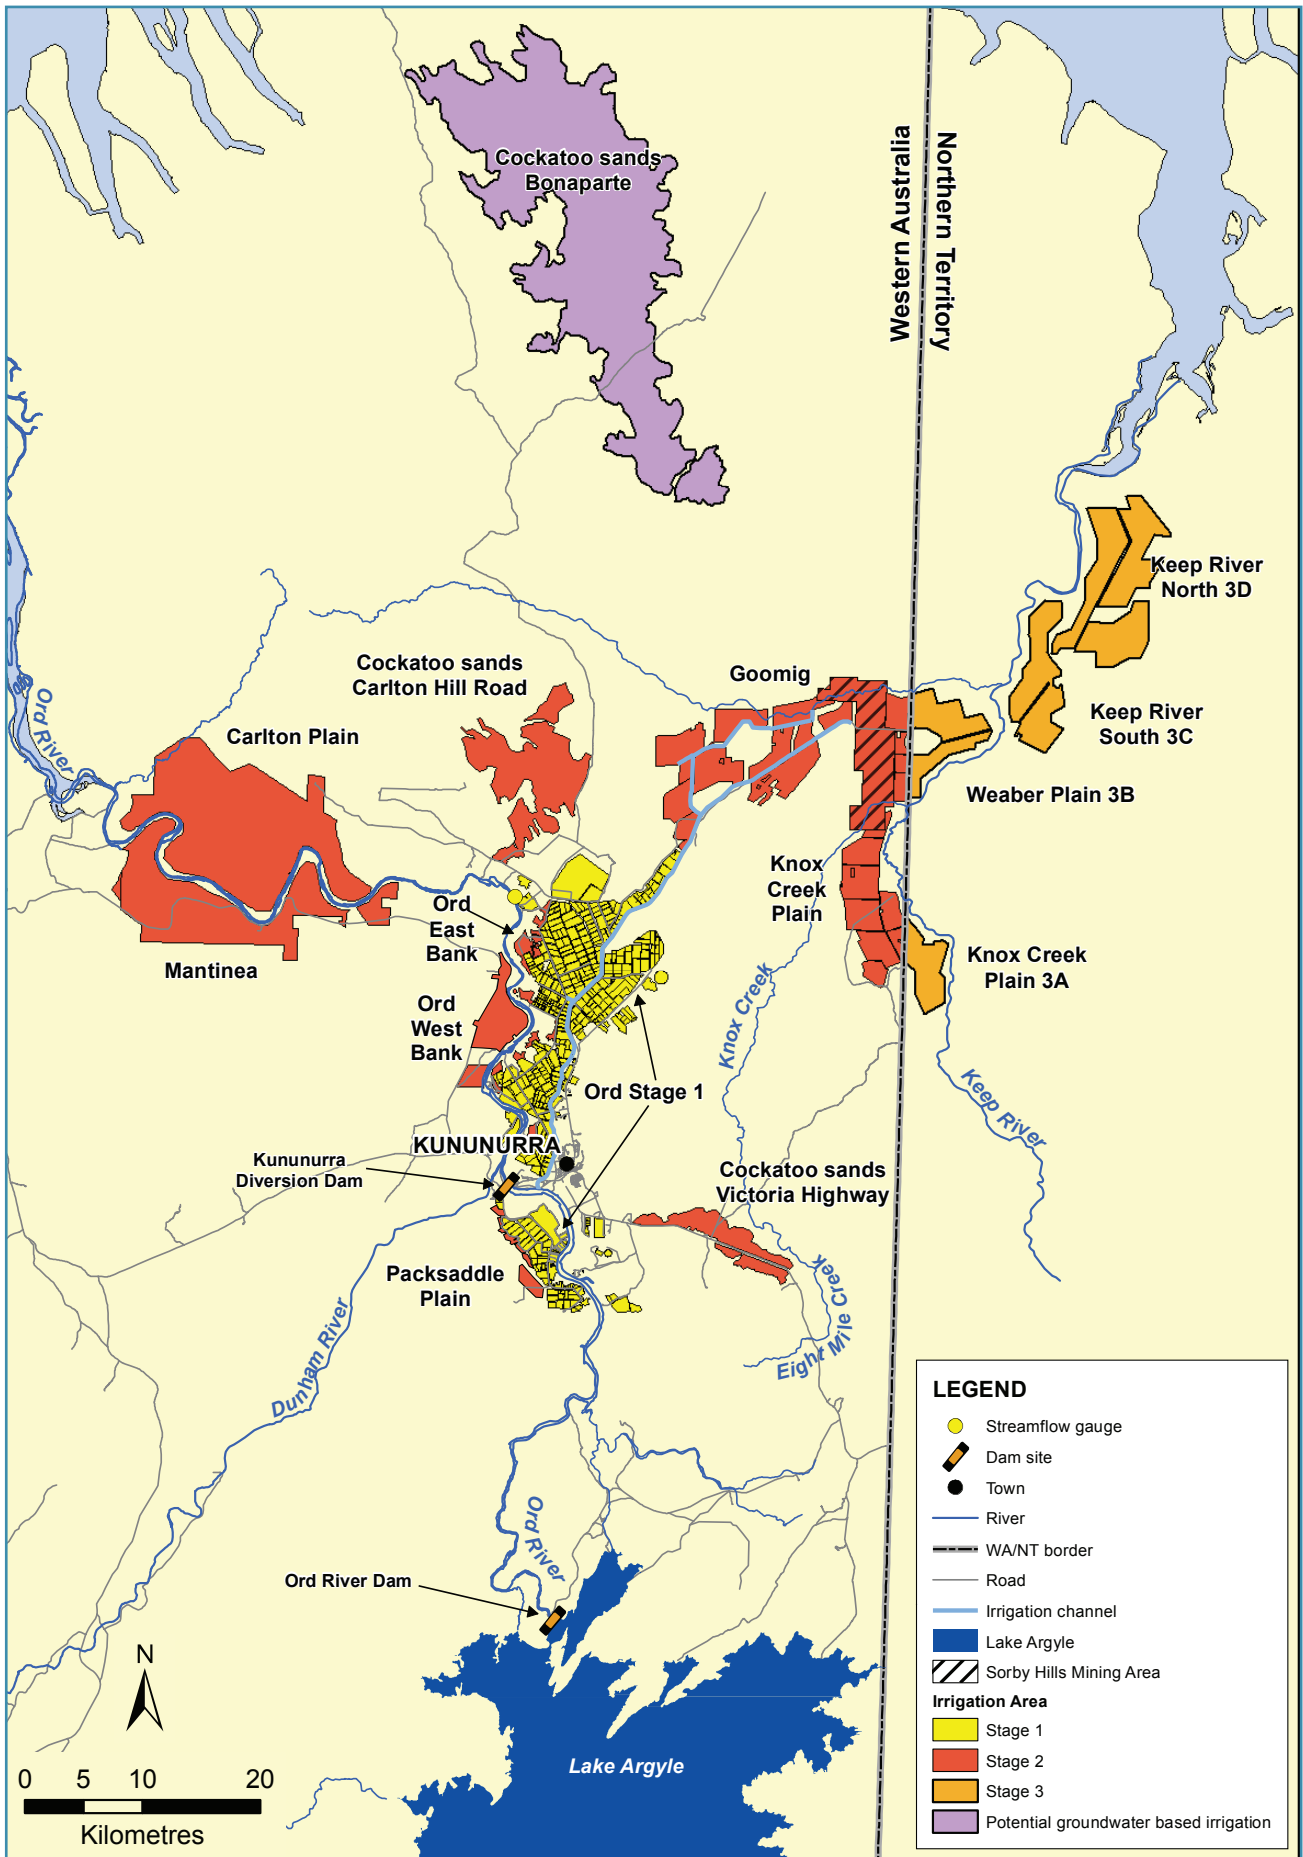 Cockatoo sands
Bonaparte
Western Australia
Northern Territory
Keep River
North 3D
Cockatoo sands
Carlton Hill Road
Goomig
Ord River
Keep River
South 3C
Carlton Plain
Weaber Plain 3B
Knox
Creek
Plain
Ord
East
Bank
Mantinea
Knox Creek
Plain 3A
Ord
West
Bank
Knox Creek
Ord Stage 1
Keep River
KUNUNURRA
Kununurra
Diversion Dam
Cockatoo sands
Victoria Highway
Packsaddle
Plain
Eight Mile Creek
Dunham River
Ord River
Ord River Dam
Lake Argyle
N
0 5 10 20
Kilometres
LEGEND
Streamflow gauge
Dam site
Town
River
WA/NT border
Road
Irrigation channel
Lake Argyle
Sorby Hills Mining Area
Irrigation Area
Stage 1
Stage 2
Stage 3
Potential groundwater based irrigation